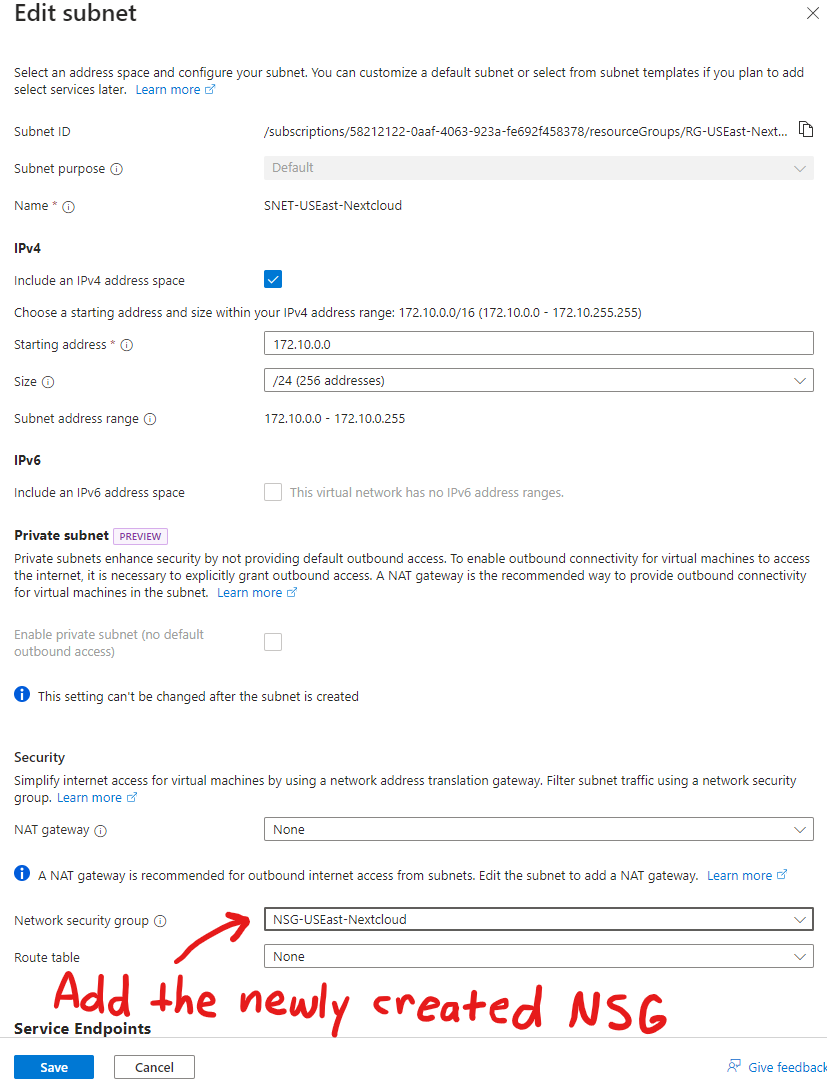 Edit subnet
Select an address space and configure your subnet. You can customize a default subnet or select from subnet templates if you plan to add
select services later. Learn more
Subnet ID /subscriptions/58212122-0aaf-4063-923a-fe692f458378/resourceGroups/RG-USEast-Next...
Subnet purpose Default
Name * SNET-USEast-Nextcloud
IPv4
Include an IPv4 address space
Choose a starting address and size within your IPv4 address range: 172.10.0.0/16 (172.10.0.0 - 172.10.255.255)
Starting address * 172.10.0.0
Size /24 (256 addresses)
Subnet address range 172.10.0.0 - 172.10.0.255
IPv6
Include an IPv6 address space This virtual network has no IPv6 address ranges.
Private subnet PREVIEW
Private subnets enhance security by not providing default outbound access. To enable outbound connectivity for virtual machines to access
the internet, it is necessary to explicitly grant outbound access. A NAT gateway is the recommended way to provide outbound connectivity
for virtual machines in the subnet. Learn more
Enable private subnet (no default
outbound access)
This setting can't be changed after the subnet is created
Security
Simplify internet access for virtual machines by using a network address translation gateway. Filter subnet traffic using a network security
group. Learn more
NAT gateway None
A NAT gateway is recommended for outbound internet access from subnets. Edit the subnet to add a NAT gateway. Learn more
Network security group NSG-USEast-Nextcloud
Route table None
Add the newly created NSG
Service Endpoints
Save Cancel Give feedback